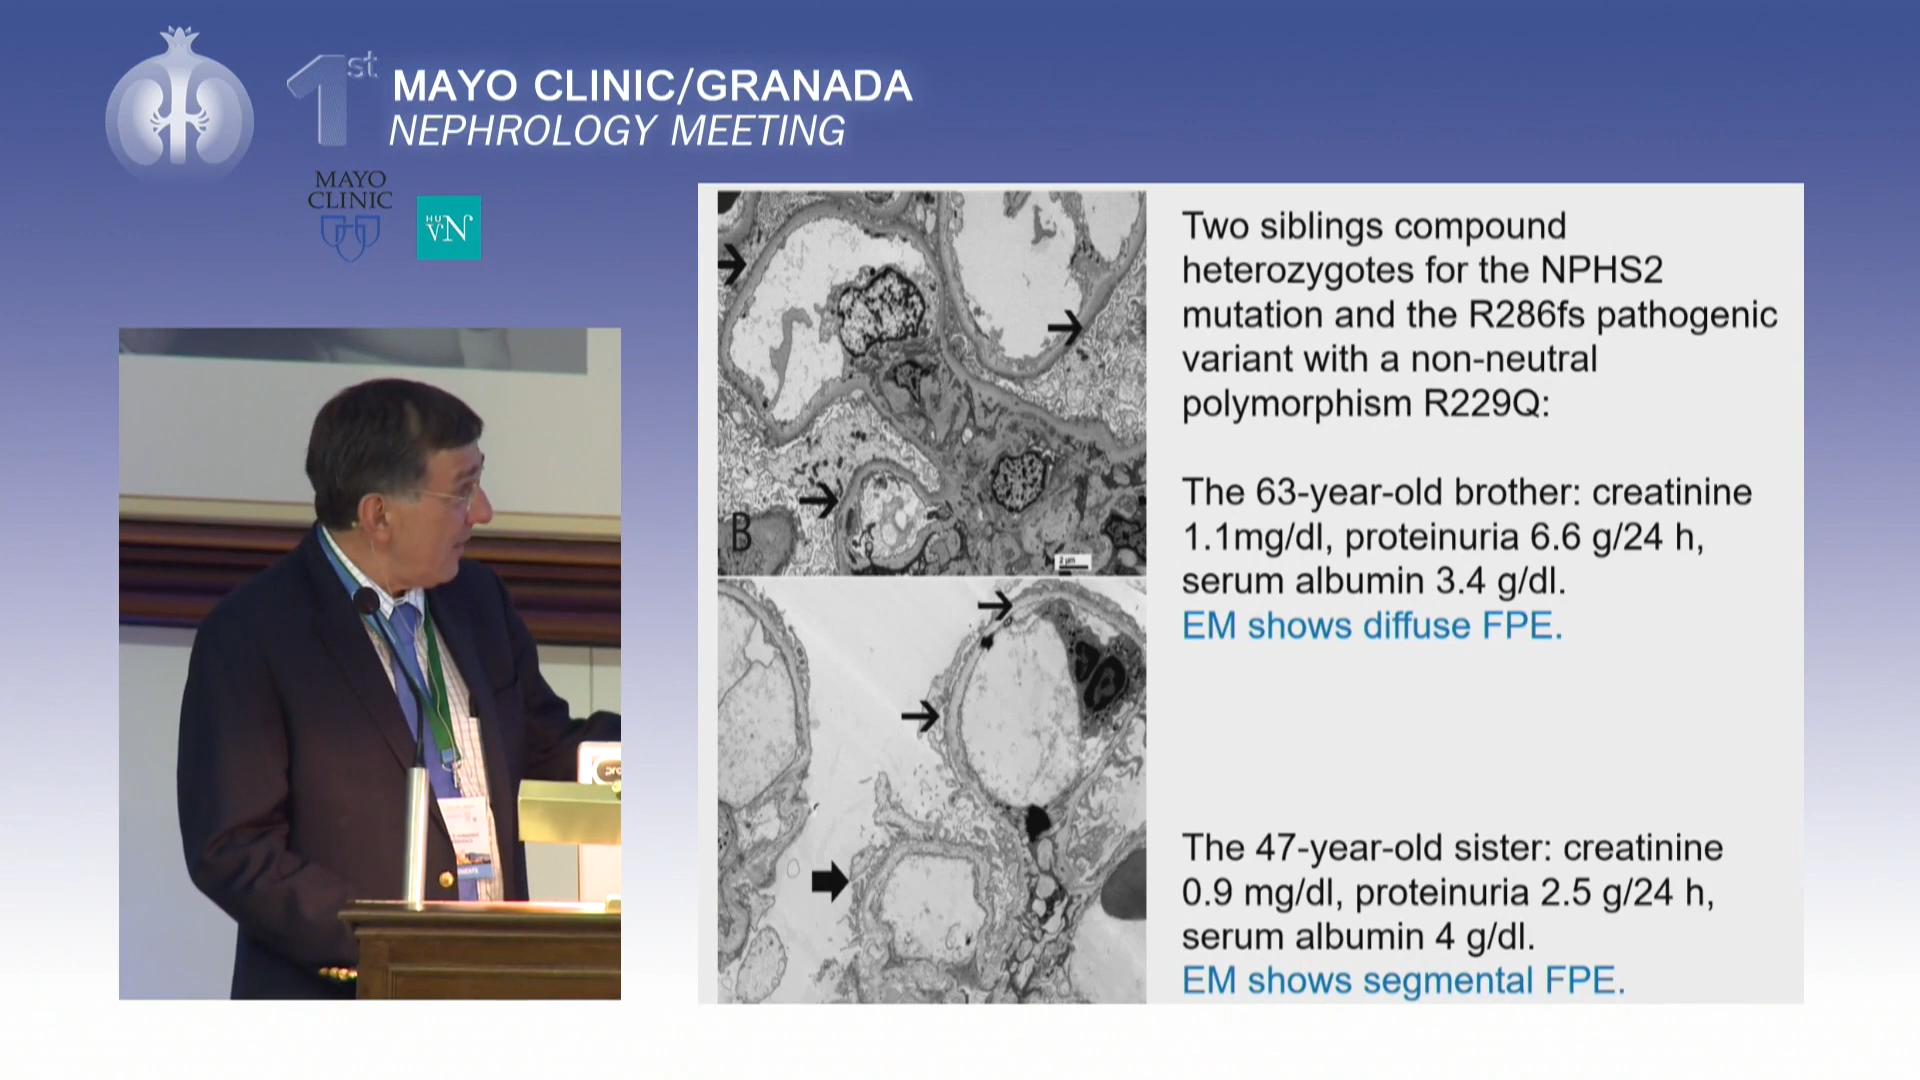 1st
MAYO CLINIC/GRANADA
NEPHROLOGY MEETING
MAYO
CLINIC
HU
VN
Two siblings compound
heterozygotes for the NPHS2
mutation and the R286fs pathogenic
variant with a non-neutral
polymorphism R229Q:
The 63-year-old brother: creatinine
1.1mg/dl, proteinuria 6.6 g/24 h,
serum albumin 3.4 g/dl.
EM shows diffuse FPE.
The 47-year-old sister: creatinine
0.9 mg/dl, proteinuria 2.5 g/24 h,
serum albumin 4 g/dl.
EM shows segmental FPE.
B
2 µm